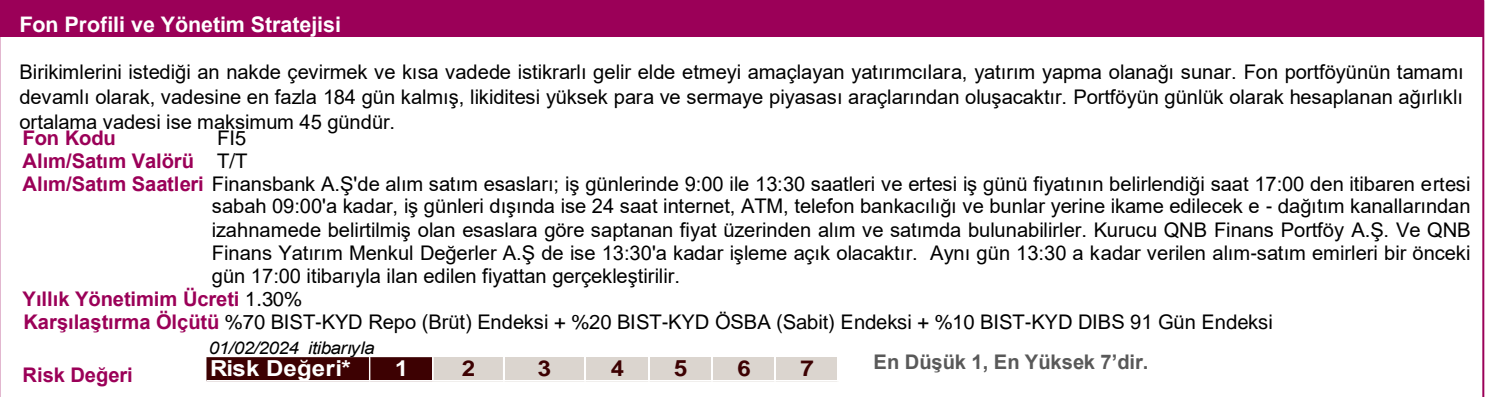 Fon Profili ve Yönetim Stratejisi
Birikimlerini istediği an nakde çevirmek ve kısa vadede istikrarlı gelir elde etmeyi amaçlayan yatırımcılara, yatırım yapma olanağı sunar. Fon portföyünün tamamı
devamlı olarak, vadesine en fazla 184 gün kalmış, likiditesi yüksek para ve sermaye piyasası araçlarından oluşacaktır. Portföyün günlük olarak hesaplanan ağırlıklı
ortalama vadesi ise maksimum 45 gündür.
Fon Kodu FI5
Alım/Satım Valörü T/T
Alım/Satım Saatleri Finansbank A.Ş'de alım satım esasları; iş günlerinde 9:00 ile 13:30 saatleri ve ertesi iş günü fiyatının belirlendiği saat 17:00 den itibaren ertesi
sabah 09:00'a kadar, iş günleri dışında ise 24 saat internet, ATM, telefon bankacılığı ve bunlar yerine ikame edilecek e - dağıtım kanallarından
izahnamede belirtilmiş olan esaslara göre saptanan fiyat üzerinden alım ve satımda bulunabilirler. Kurucu QNB Finans Portföy A.Ş. Ve QNB
Finans Yatırım Menkul Değerler A.Ş de ise 13:30'a kadar işleme açık olacaktır. Aynı gün 13:30 a kadar verilen alım-satım emirleri bir önceki
gün 17:00 itibarıyla ilan edilen fiyattan gerçekleştirilir.
Yıllık Yönetimim Ücreti 1.30%
Karşılaştırma Ölçütü %70 BIST-KYD Repo (Brüt) Endeksi + %20 BIST-KYD ÖSBA (Sabit) Endeksi + %10 BIST-KYD DIBS 91 Gün Endeksi
01/02/2024 itibarıyla
Risk Değeri Risk Değeri* 1 2 3 4 5 6 7 En Düşük 1, En Yüksek 7’dir.